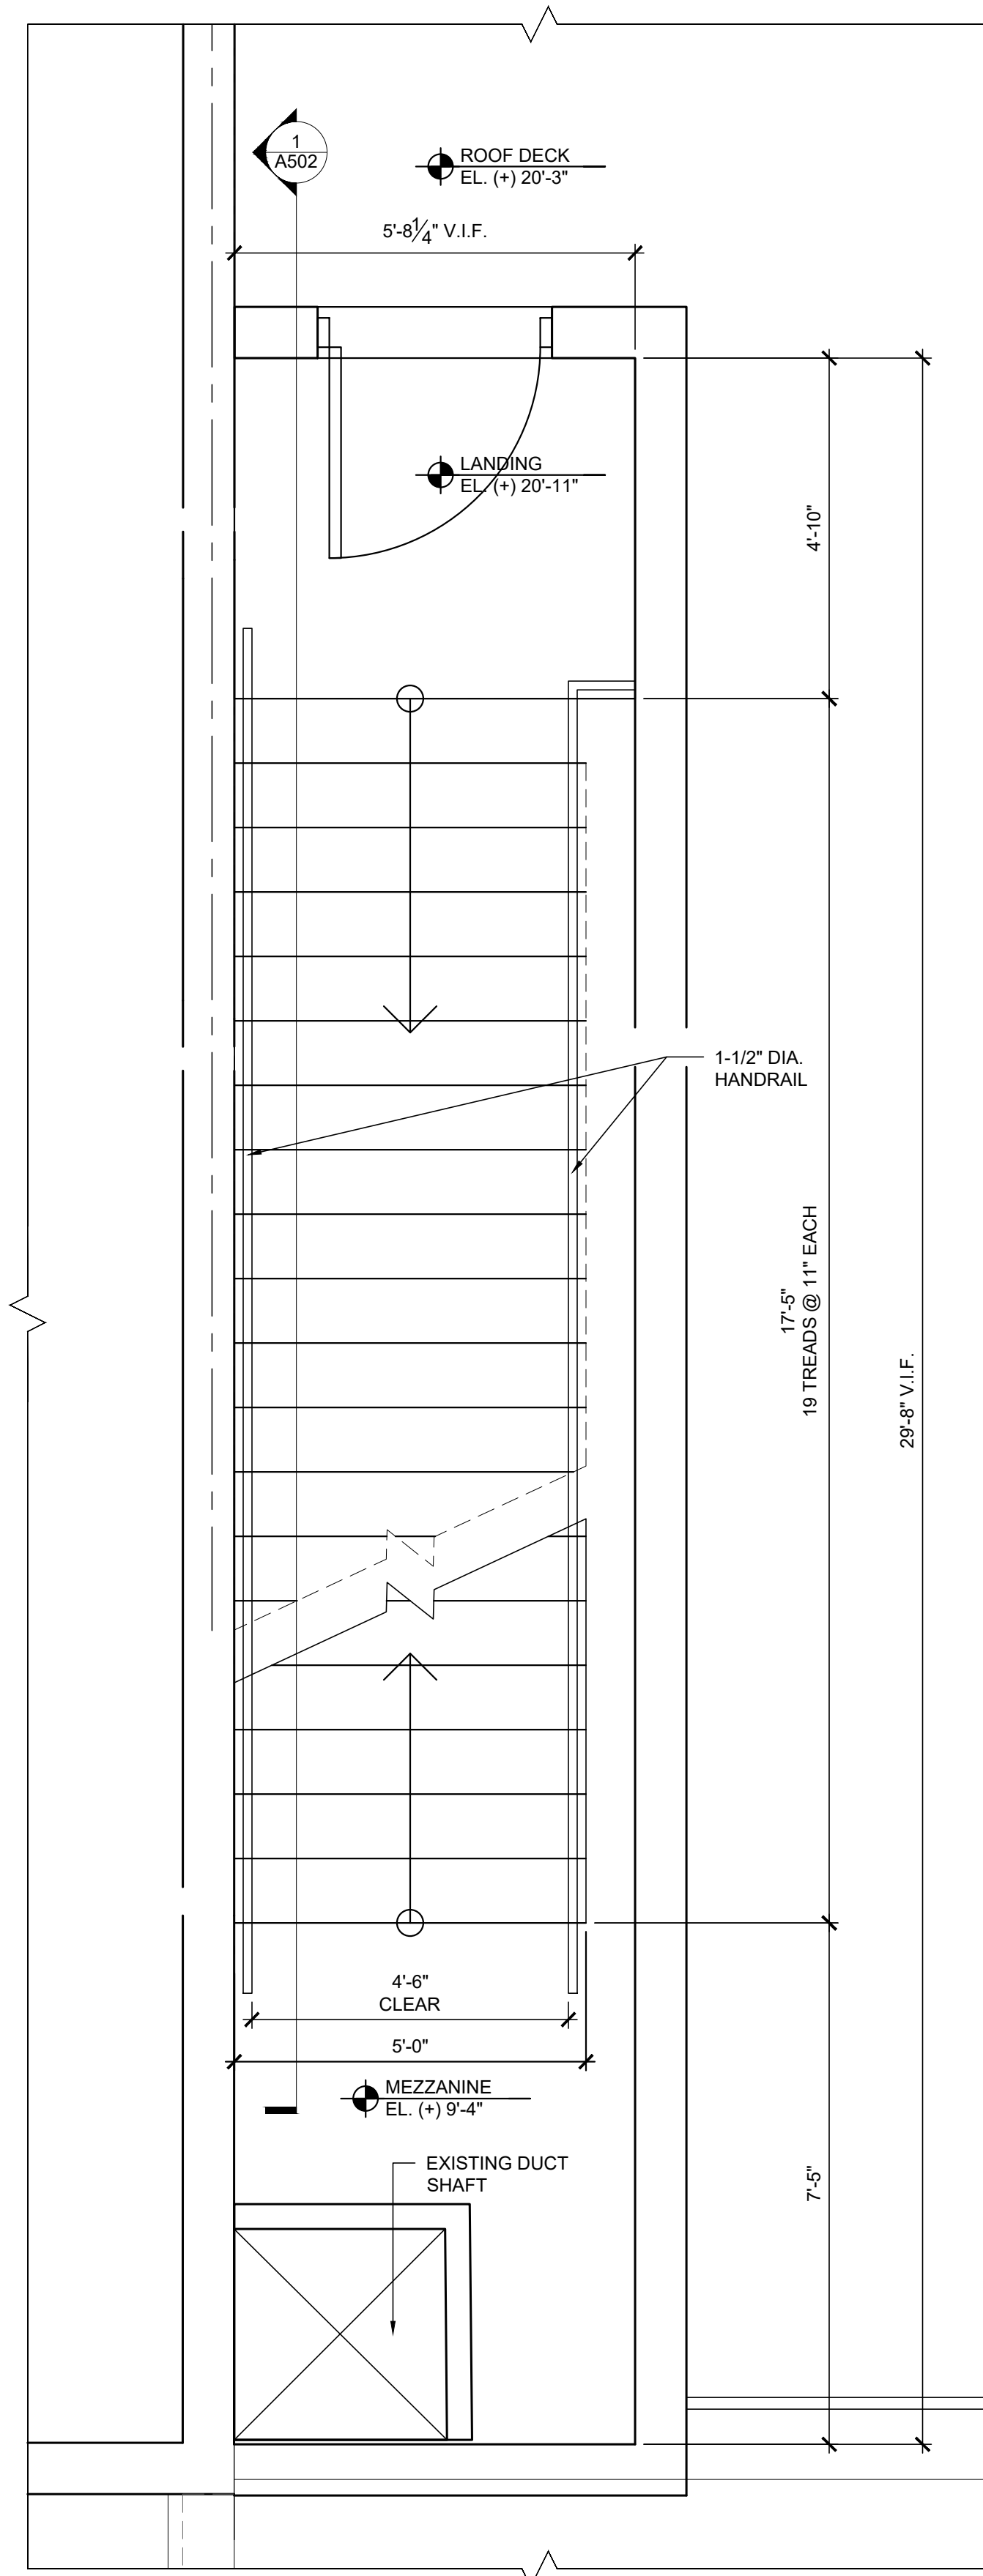 1
A502
ROOF DECK
EL. (+) 20'-3"
5'-8 1/4" V.I.F.
LANDING
EL. (+) 20'-11"
4'-10"
1-1/2" DIA.
HANDRAIL
17'-5"
19 TREADS @ 11" EACH
29'-8" V.I.F.
4'-6"
CLEAR
5'-0"
MEZZANINE
EL. (+) 9'-4"
EXISTING DUCT
SHAFT
7'-5"